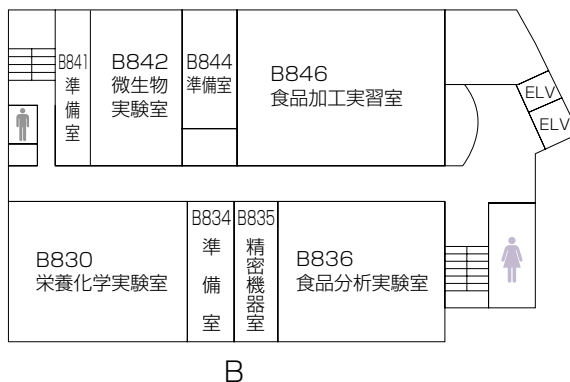 B841
準備室
B842
微生物
実験室
B844
準備室
B846
食品加工実習室
ELV
ELV
B830
栄養化学実験室
B834
準備室
B835
精密機器室
B836
食品分析実験室
B